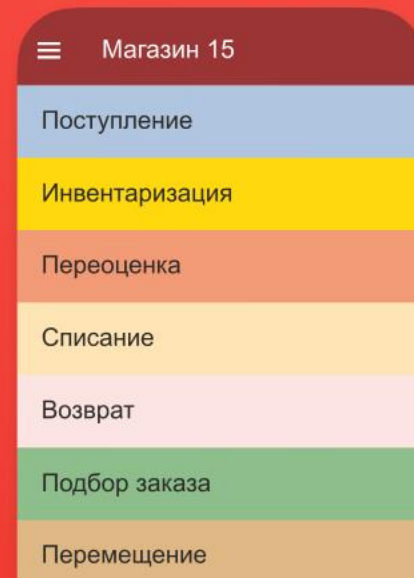 Магазин 15
Поступление
Инвентаризация
Переоценка
Списание
Возврат
Подбор заказа
Перемещение